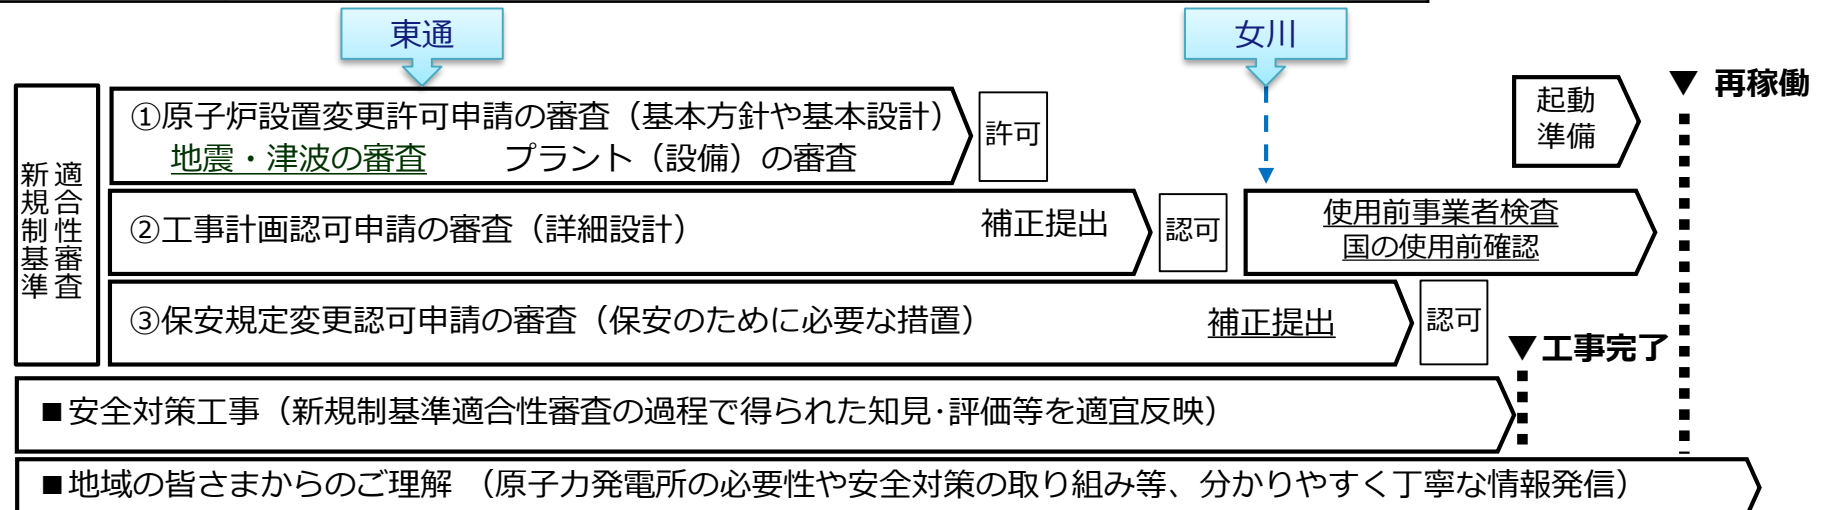 東通
女川
新規制基準
適合性審査
①原子炉設置変更許可申請の審査（基本方針や基本設計）
地震・津波の審査　　プラント（設備）の審査
許可
起動
準備
▼ 再稼働
②工事計画認可申請の審査（詳細設計）　補正提出
認可
使用前事業者検査
国の使用前確認
③保安規定変更認可申請の審査（保安のために必要な措置）　補正提出
認可
▼工事完了
■安全対策工事（新規制基準適合性審査の過程で得られた知見･評価等を適宜反映）
■地域の皆さまからのご理解 （原子力発電所の必要性や安全対策の取り組み等、分かりやすく丁寧な情報発信）